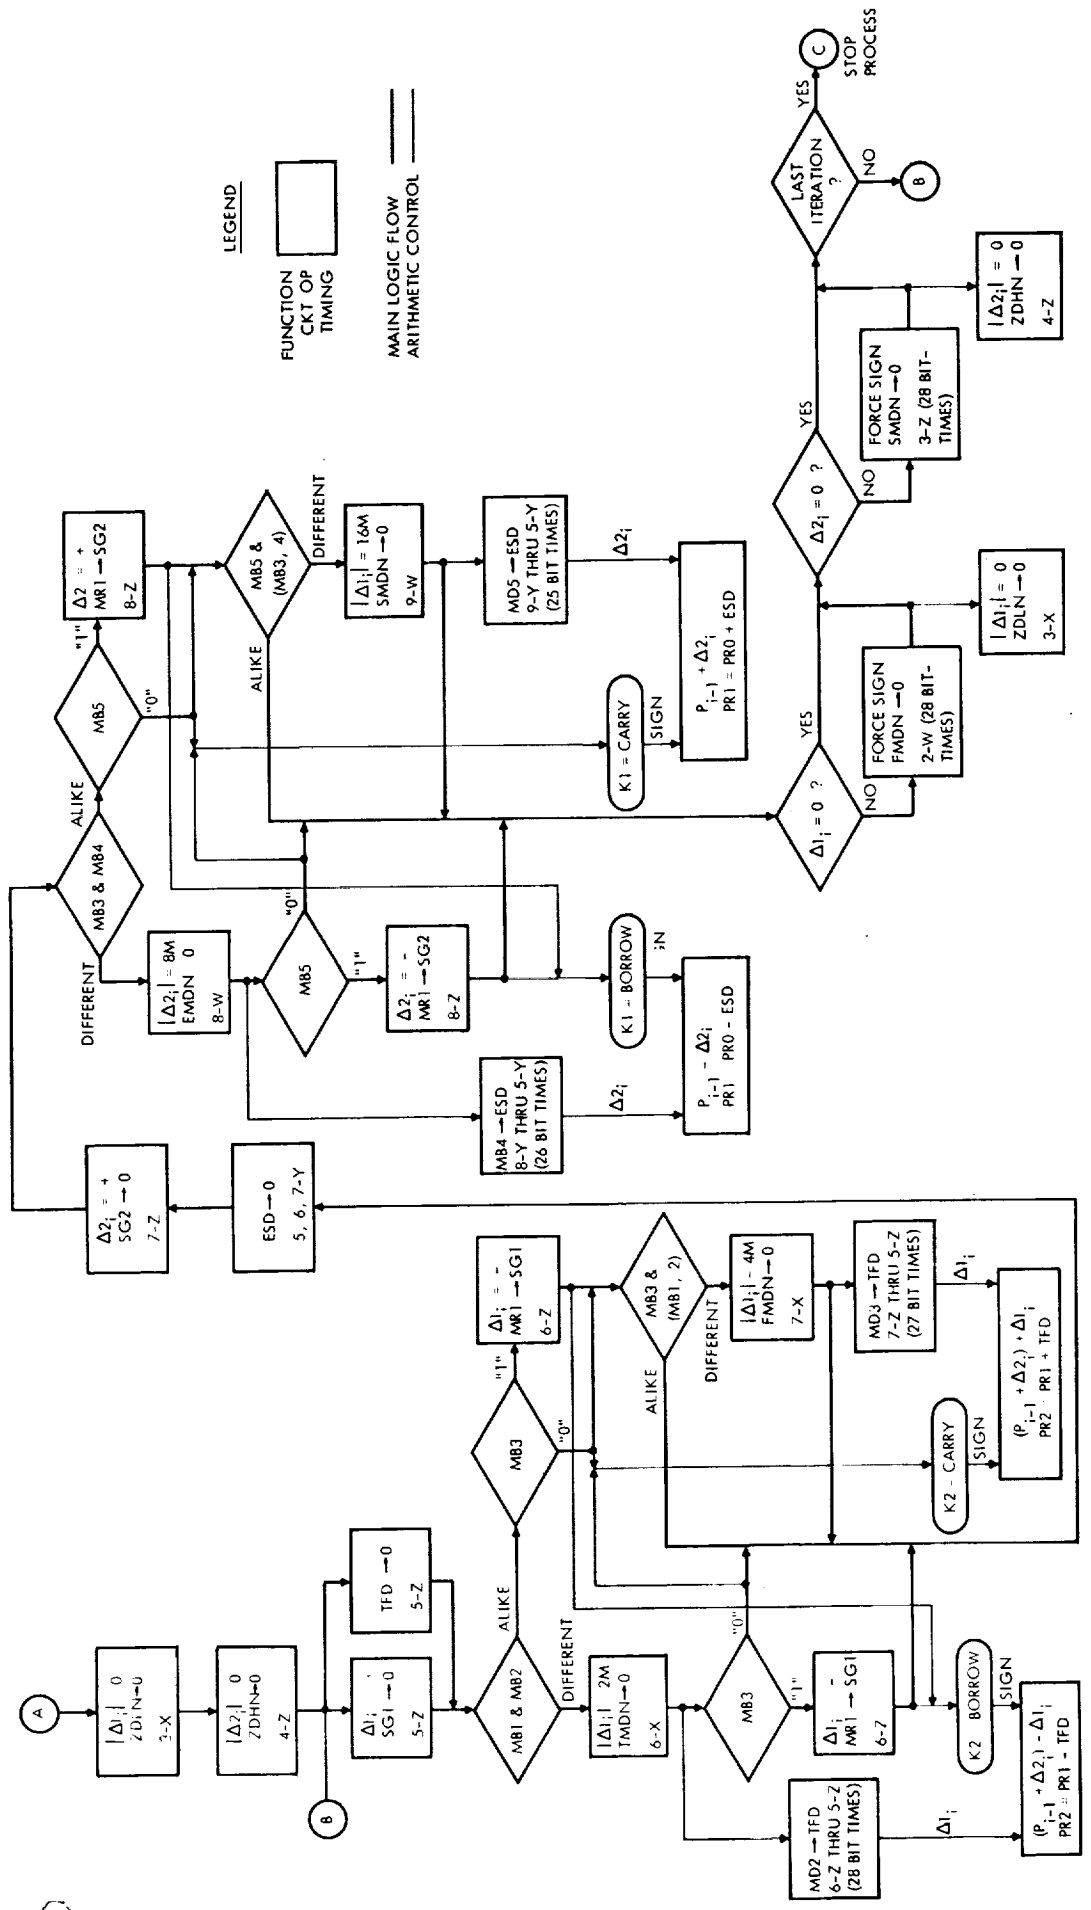 A
|Δ1ᵢ| 0
ZDLN→0
3-X
|Δ2ᵢ| 0
ZDHN→0
4-Z
B
Δ1ᵢ
SG1→0
5-Z
TFD→0
5-Z
MB1 & MB2
ALIKE
DIFFERENT
|Δ1ᵢ| 2M
TMDN→0
6-X
MB3
"0"
"1"
Δ1ᵢ -
MR1→SG1
6-Z
MD2→TFD
6-Z THRU 5-Z
(28 BIT TIMES)
Δ1ᵢ
K2 BORROW
SIGN
(Pᵢ₋₁ + Δ2ᵢ) - Δ1ᵢ
PR2 = PR1 - TFD
MB3
"1"
"0"
Δ1ᵢ = -
MR1→SG1
6-Z
MB3 &
(MB1, 2)
ALIKE
DIFFERENT
|Δ1ᵢ| - 4M
FMDN→0
7-X
MD3→TFD
7-Z THRU 5-Z
(27 BIT TIMES)
Δ1ᵢ
K2 - CARRY
SIGN
(Pᵢ₋₁ + Δ2ᵢ) + Δ1ᵢ
PR2 PR1 + TFD
ESD→0
5, 6, 7-Y
Δ2ᵢ = +
SG2→0
7-Z
MB3 & MB4
ALIKE
DIFFERENT
|Δ2ᵢ| = 8M
EMDN 0
8-W
MB5
"0"
"1"
Δ2ᵢ = -
MR1→SG2
8-Z
MB4→ESD
8-Y THRU 5-Y
(26 BIT TIMES)
Δ2ᵢ
K1 = BORROW
Pᵢ₋₁ - Δ2ᵢ
PR1 PR0 - ESD
MB5
"1"
"0"
Δ2 = +
MR1→SG2
8-Z
MB5 &
(MB3, 4)
ALIKE
DIFFERENT
|Δ1ᵢ| = 16M
SMDN→0
9-W
MD5→ESD
9-Y THRU 5-Y
(25 BIT TIMES)
Δ2ᵢ
K1 = CARRY
SIGN
Pᵢ₋₁ + Δ2ᵢ
PR1 = PR0 + ESD
Δ1ᵢ = 0 ?
YES
NO
FORCE SIGN
FMDN→0
2-W (28 BIT-
TIMES)
|Δ1ᵢ| = 0
ZDLN→0
3-X
Δ2ᵢ = 0 ?
YES
NO
FORCE SIGN
SMDN→0
3-Z (28 BIT-
TIMES)
|Δ2ᵢ| = 0
ZDHN→0
4-Z
LAST
ITERATION
?
YES
NO
B
C
STOP
PROCESS
LEGEND
FUNCTION
CKT OP
TIMING
MAIN LOGIC FLOW
ARITHMETIC CONTROL